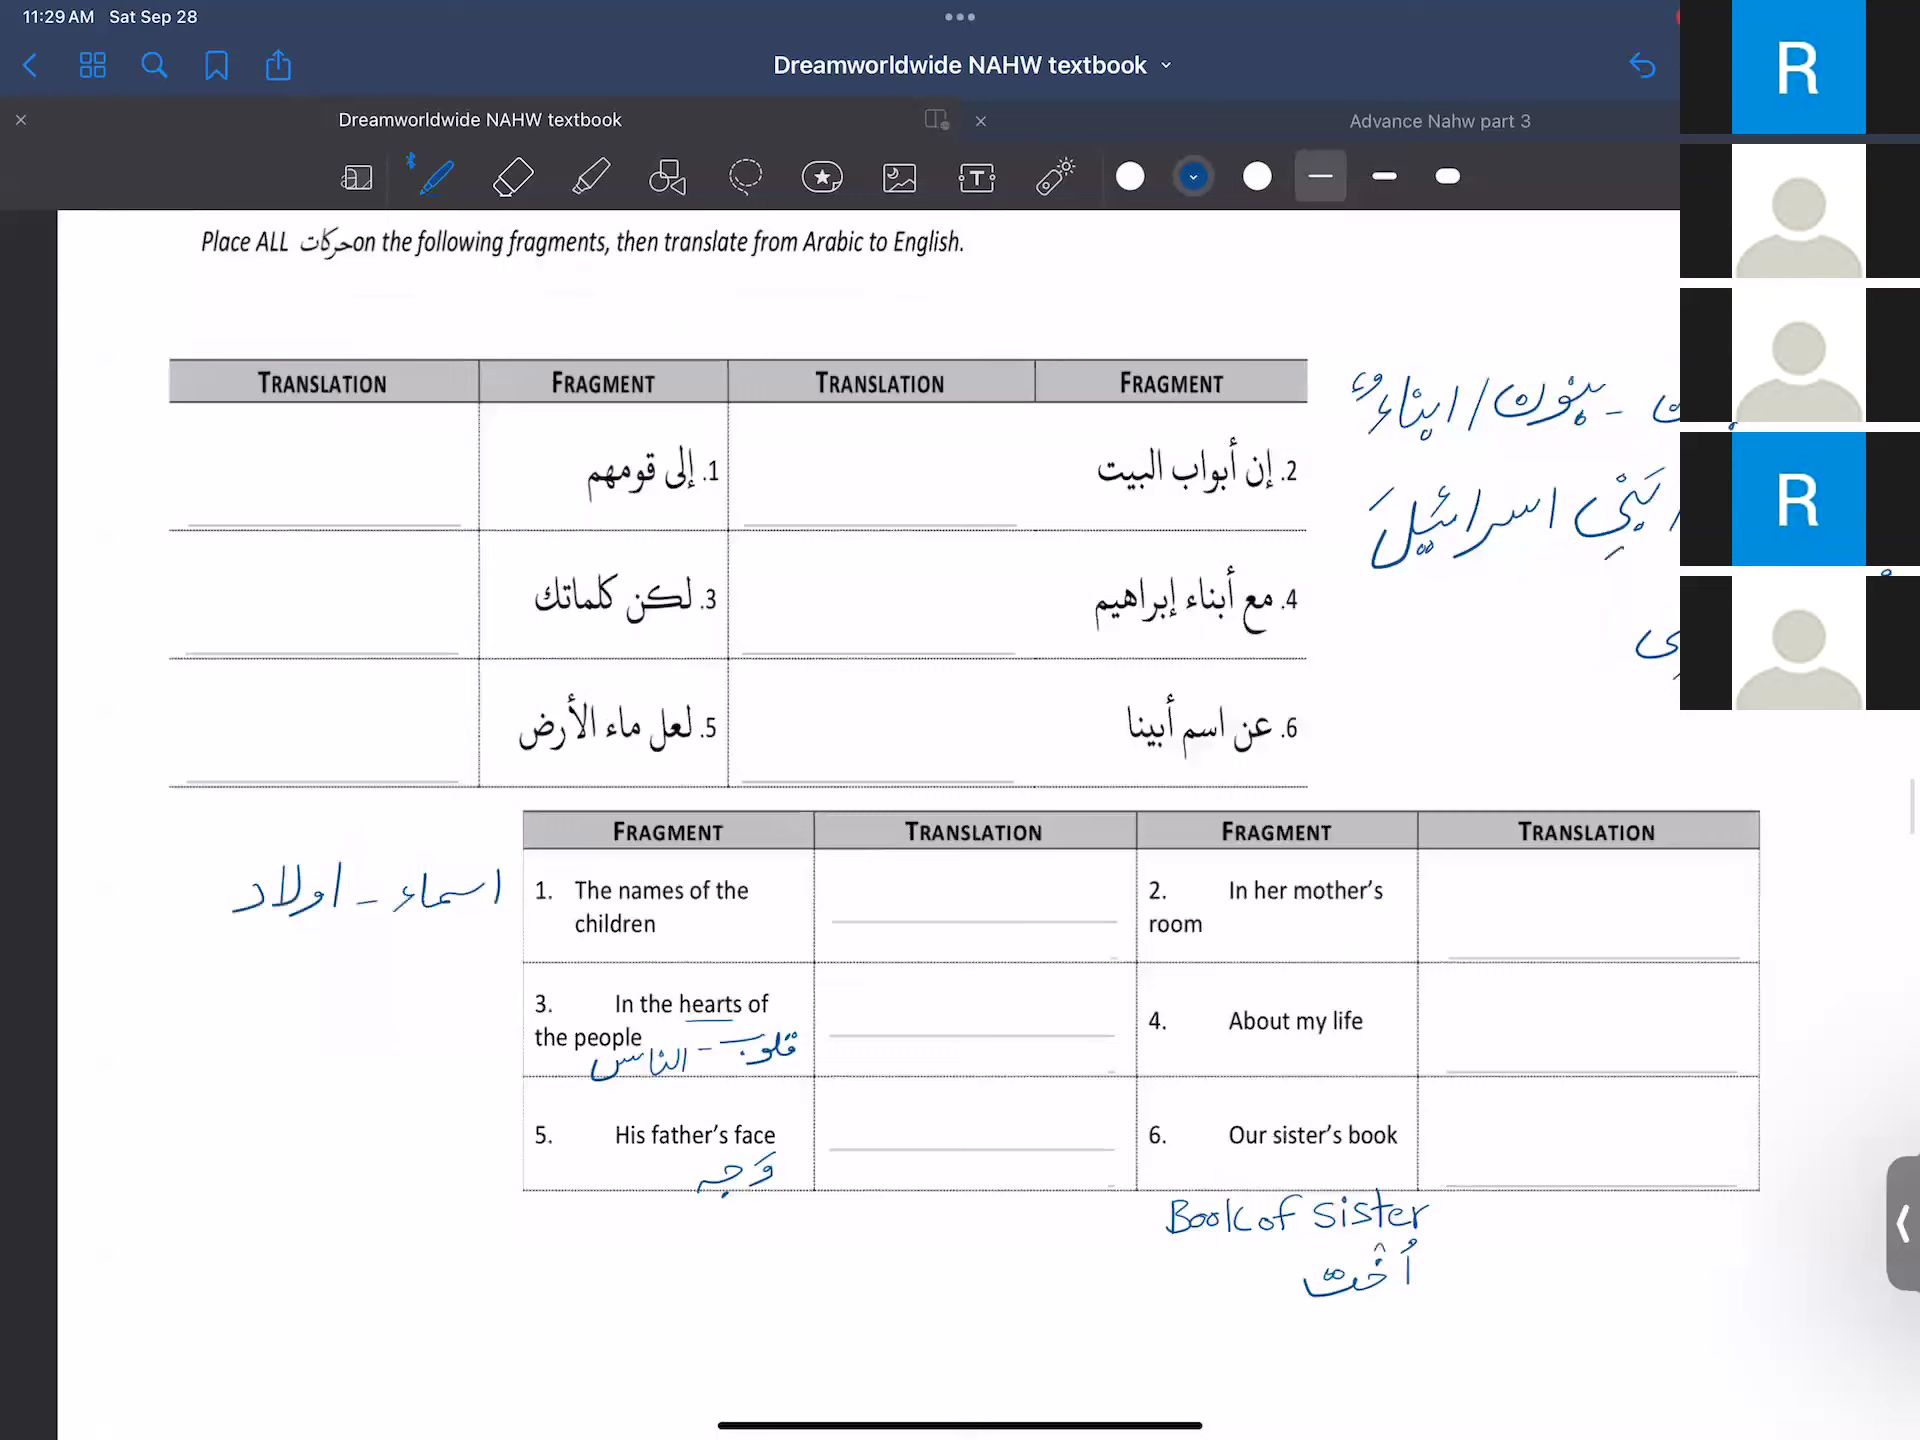 11:29 AM Sat Sep 28
Dreamworldwide NAHW textbook
Dreamworldwide NAHW textbook
Advance Nahw part 3
R
Place ALL حركات on the following fragments, then translate from Arabic to English.
TRANSLATION FRAGMENT TRANSLATION FRAGMENT
1. إلى قومهم
2. إن أبواب البيت
3. لكن كلماتك
4. مع أبناء إبراهيم
5. لعل ماء الأرض
6. عن اسم أبينا
بنون / ابناء
بَنِي اسرائيلَ
R
FRAGMENT TRANSLATION FRAGMENT TRANSLATION
اسماء - اولاد
1. The names of the
children
2. In her mother's
room
3. In the hearts of
the people
قلوب - الناس
4. About my life
5. His father's face
وَجه
6. Our sister's book
Book of sister
اُخت